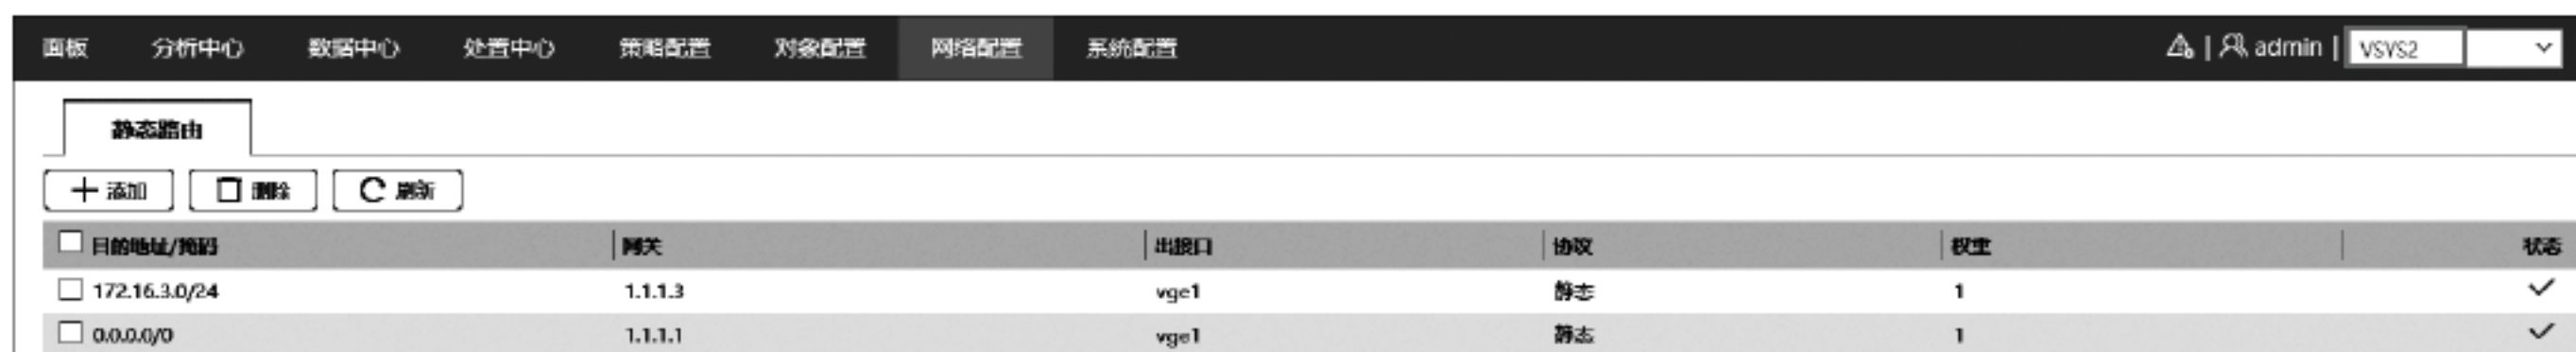 面板 分析中心 数据中心 处置中心 策略配置 对象配置 网络配置 系统配置 | admin | VSYS2
静态路由
添加 删除 刷新
目的地址/掩码 网关 出接口 协议 权重 状态
172.16.3.0/24 1.1.1.3 vge1 静态 1
0.0.0.0/0 1.1.1.1 vge1 静态 1